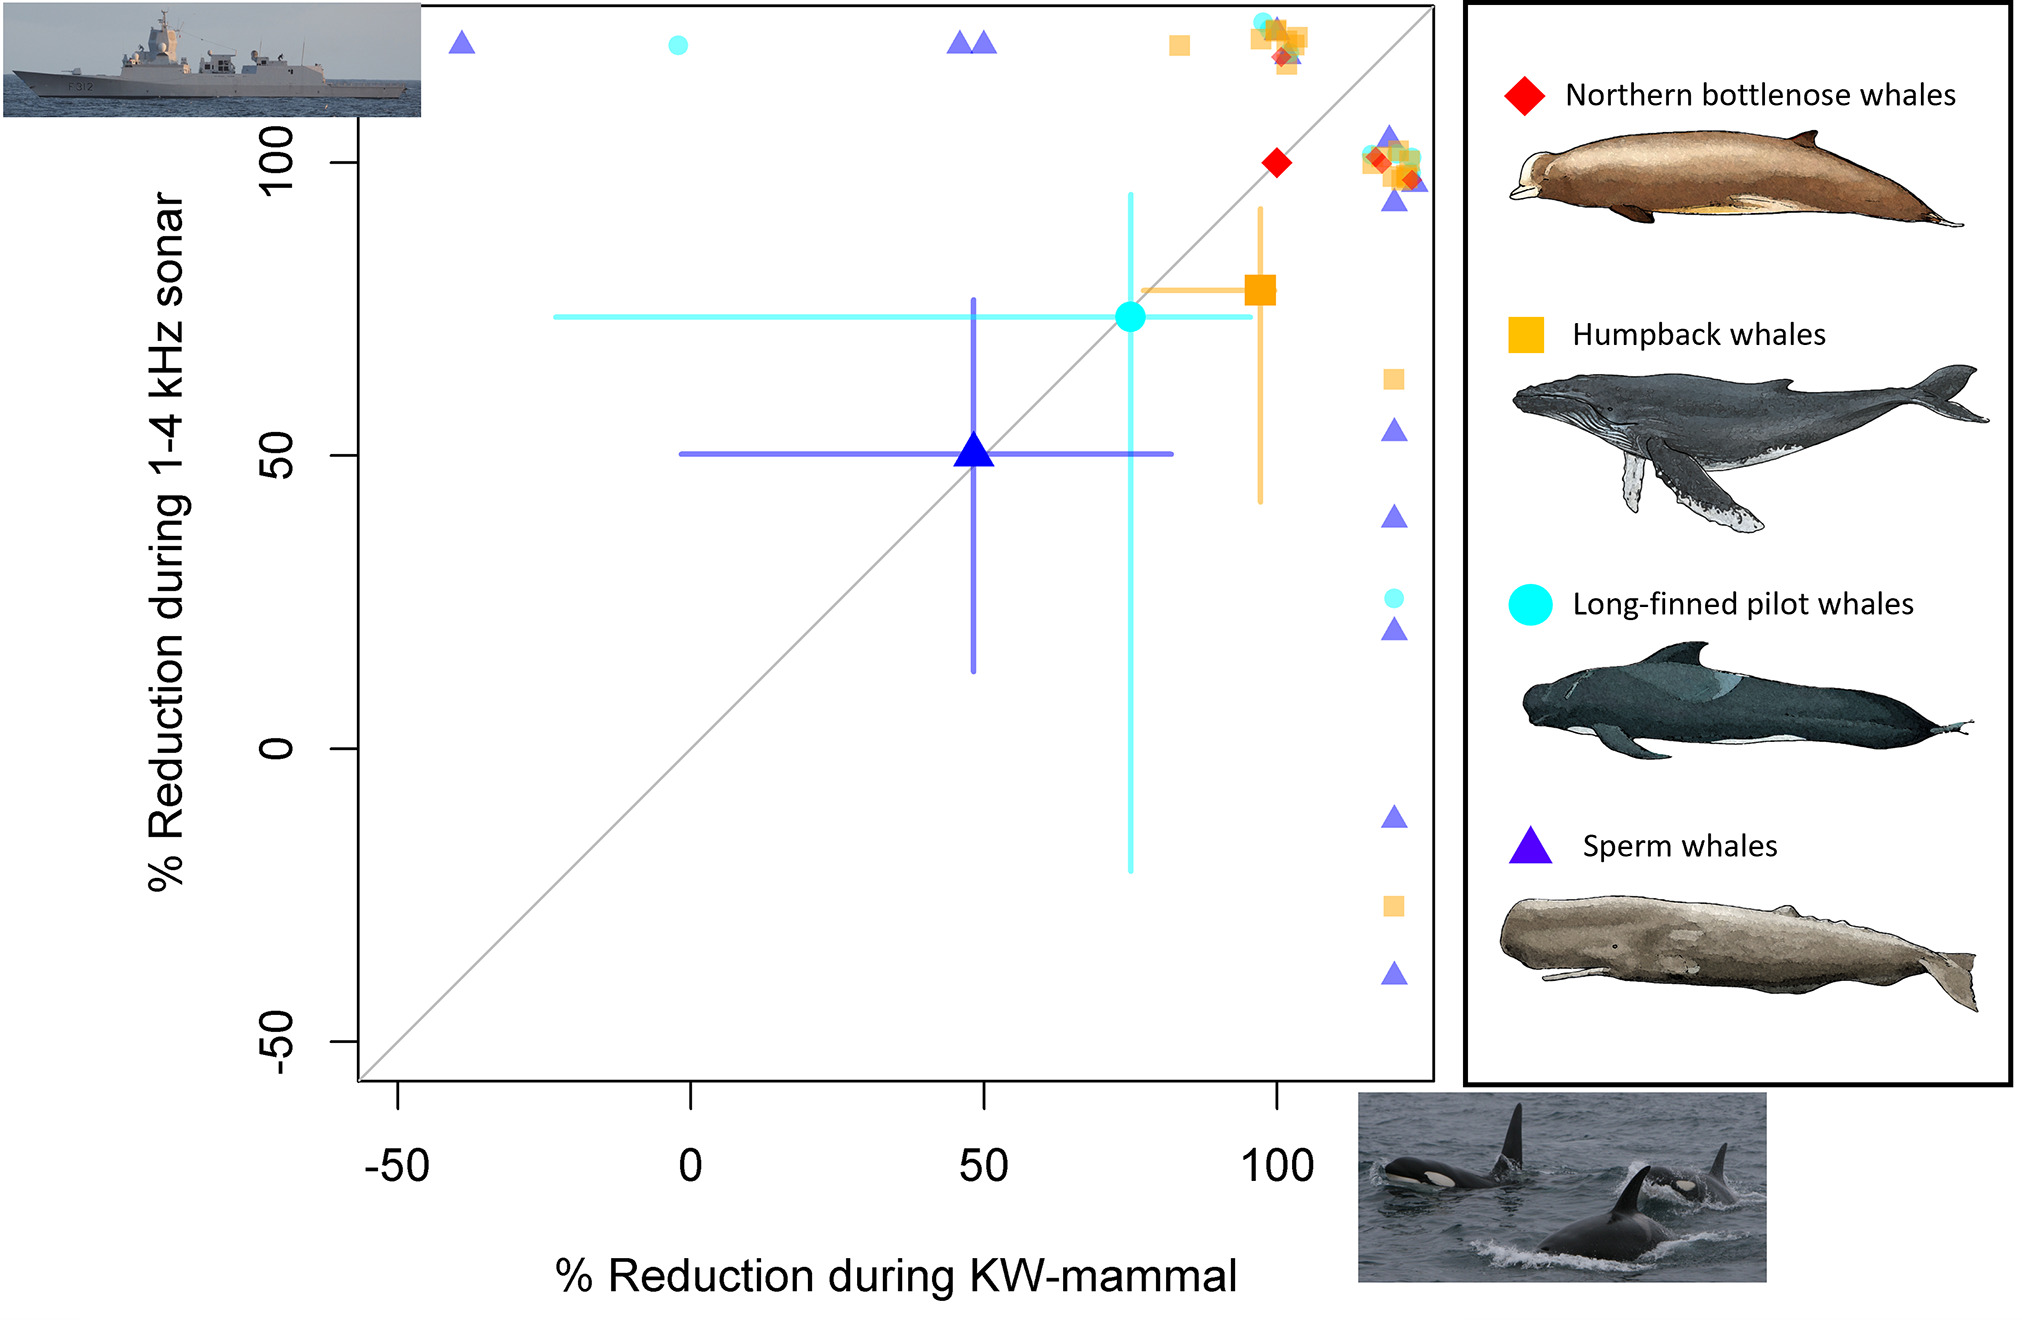 F312
% Reduction during 1-4 kHz sonar
100
50
0
-50
-50 0 50 100
% Reduction during KW-mammal
Northern bottlenose whales
Humpback whales
Long-finned pilot whales
Sperm whales